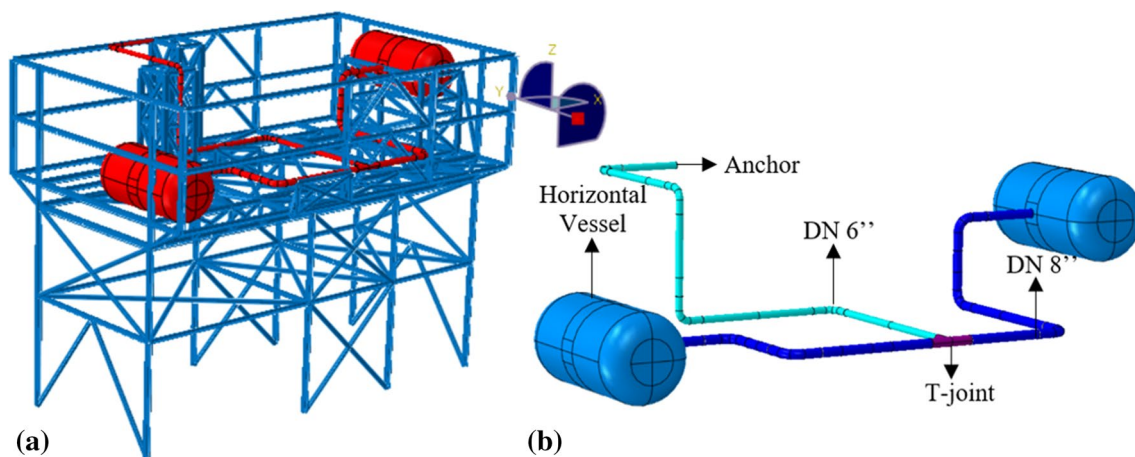 Z
Y
X
Anchor
Horizontal
Vessel
DN 6’’
DN 8’’
T-joint
(a)
(b)